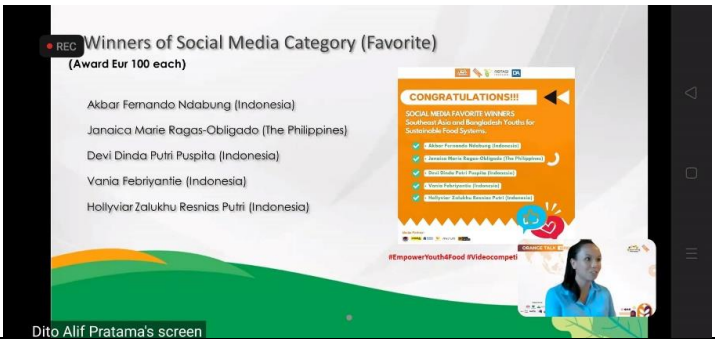 REC
Winners of Social Media Category (Favorite)
(Award Eur 100 each)
Akbar Fernando Ndabung (Indonesia)
Janaica Marie Ragas-Obligado (The Philippines)
Devi Dinda Putri Puspita (Indonesia)
Vania Febriyantie (Indonesia)
Hollyviar Zalukhu Resnias Putri (Indonesia)
CONGRATULATIONS!!!
SOCIAL MEDIA FAVORITE WINNERS
Southeast Asia and Bangladesh Youths for
Sustainable Food Systems.
Akbar Fernando Ndabung (Indonesia)
Janaica Marie Ragas-Obligado (The Philippines)
Devi Dinda Putri Puspita (Indonesia)
Vania Febriyantie (Indonesia)
Hollyviar Zalukhu Resnias Putri (Indonesia)
#EmpowerYouth4Food #Videocompeti
ORANGE TALK
Dito Alif Pratama's screen